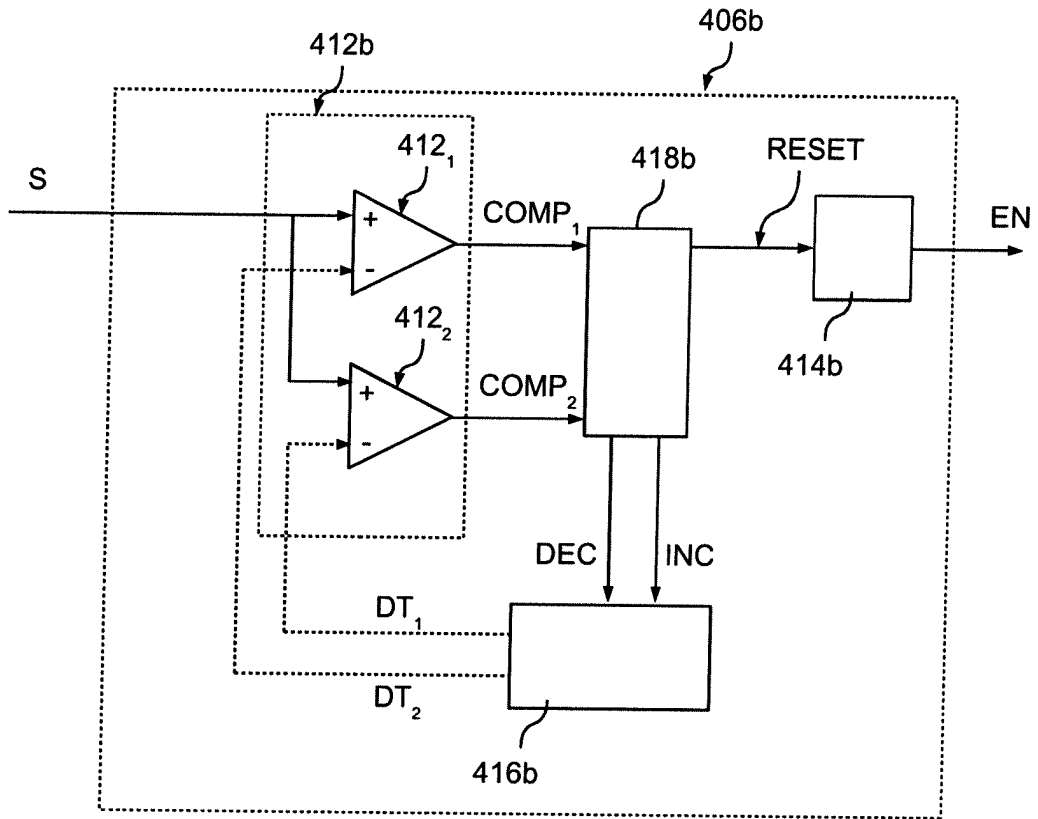 406b
412b
412₁
418b
RESET
S
COMP₁
EN
+
-
412₂
414b
COMP₂
+
-
DEC
INC
DT₁
DT₂
416b